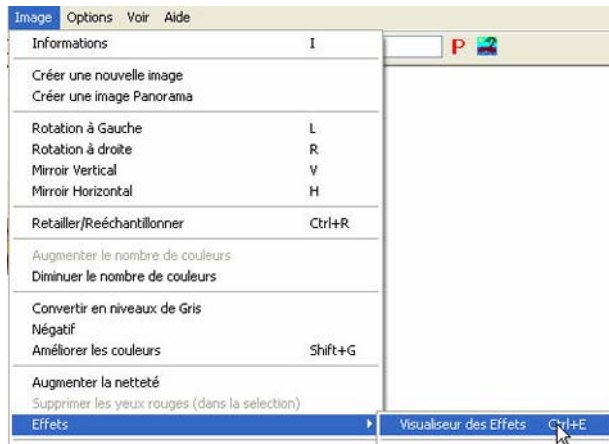 Image Options Voir Aide
Informations I
P
Créer une nouvelle image
Créer une image Panorama
Rotation à Gauche L
Rotation à droite R
Mirroir Vertical V
Mirroir Horizontal H
Retailler/Reéchantillonner Ctrl+R
Augmenter le nombre de couleurs
Diminuer le nombre de couleurs
Convertir en niveaux de Gris
Négatif
Améliorer les couleurs Shift+G
Augmenter la netteté
Supprimer les yeux rouges (dans la selection)
Effets
Visualiseur des Effets Ctrl+E